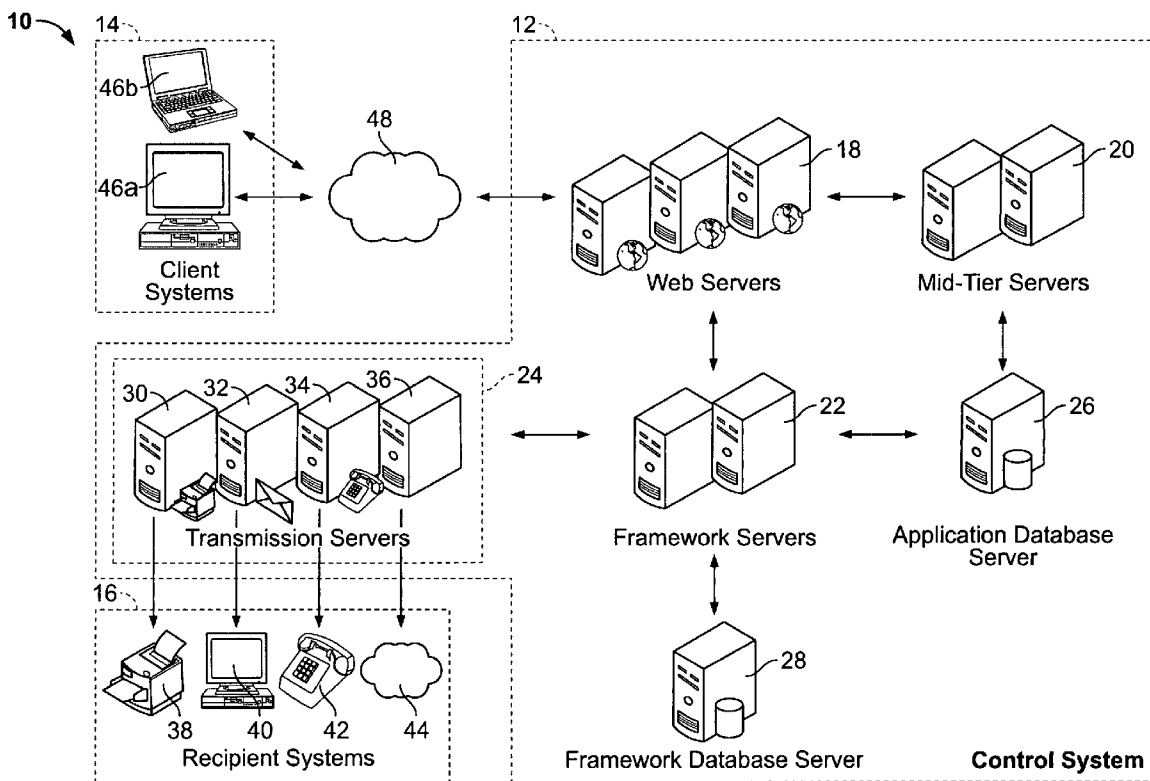 10
14
12
46b
48
18
20
46a
Client
Systems
Web Servers
Mid-Tier Servers
24
30
32
34
36
22
26
Transmission Servers
Framework Servers
Application Database
Server
16
28
38
40
42
44
Recipient Systems
Framework Database Server
Control System